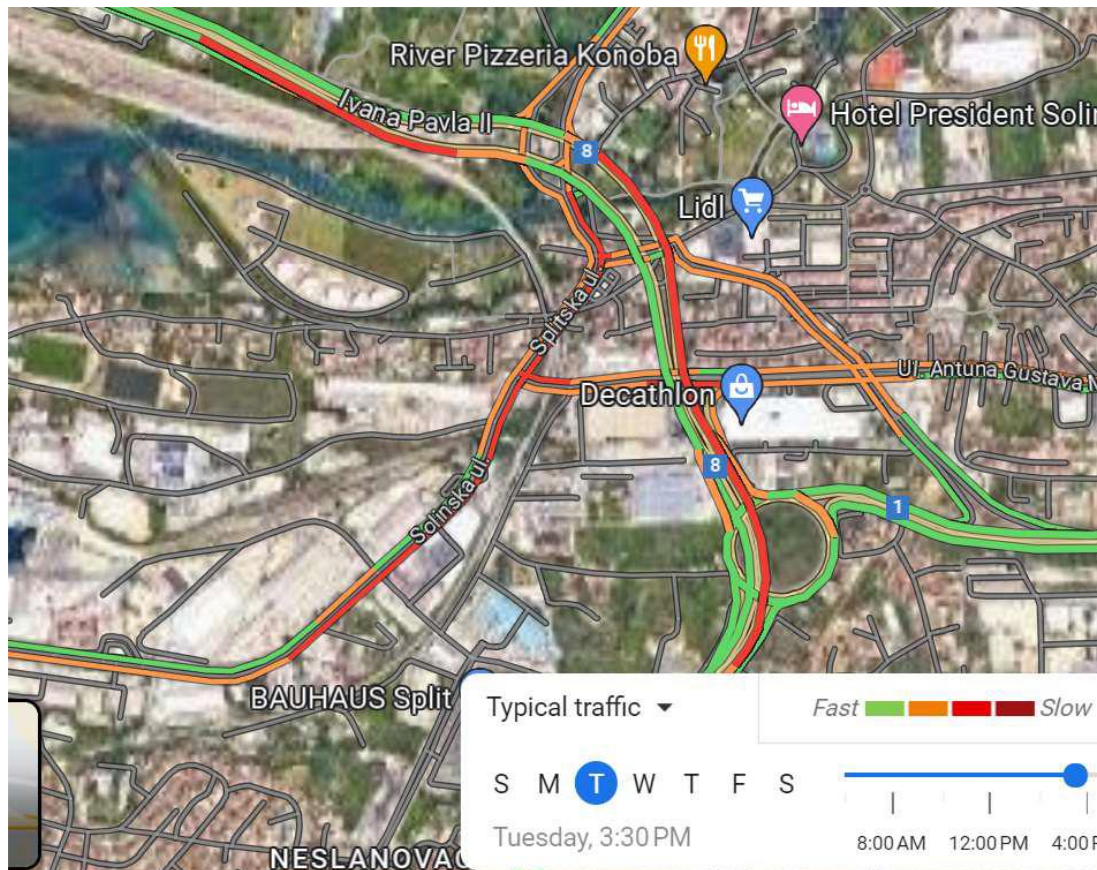 River Pizzeria Konoba
Hotel President Solin
Ivana Pavla II
8
Lidl
Splitska ul.
Decathlon
Ul. Antuna Gustava M
8
1
Solinska ul.
BAUHAUS Split
Typical traffic
Fast Slow
S M T W T F S
Tuesday, 3:30 PM
8:00 AM 12:00 PM 4:00 P
NESLANOVAC